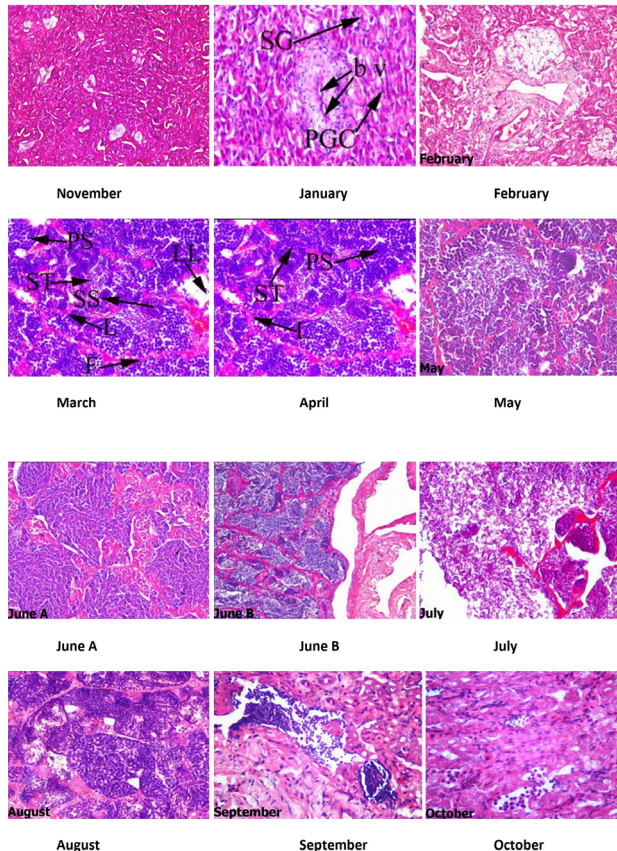 SG
b v
PGC
February
November January February
PS
LL
ST
SS
L
F
PS
ST
L
May
March April May
June A
June B
July
June A June B July
August
September
October
August September October